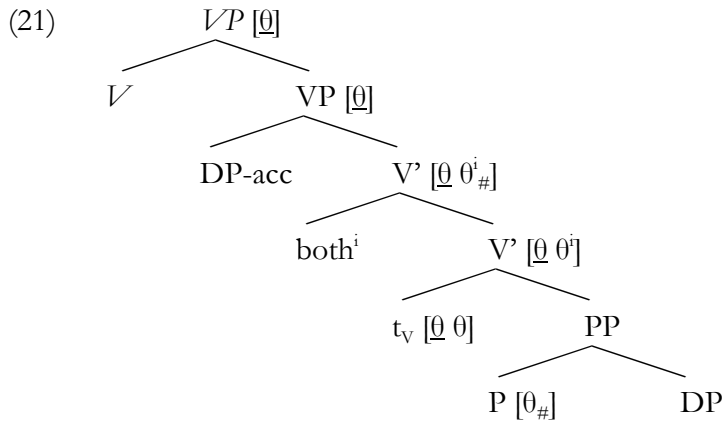 (21) VP [θ]
V VP [θ]
DP-acc V’ [θ θⁱ#]
bothⁱ V’ [θ θⁱ]
tV [θ θ] PP
P [θ#] DP